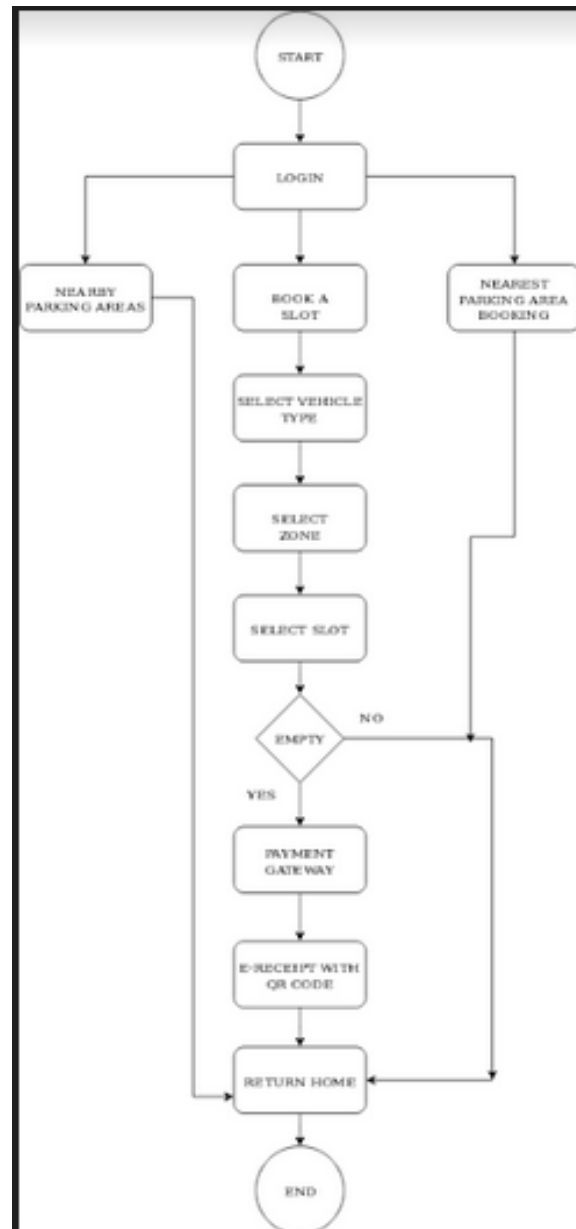 START
LOGIN
NEARBY
PARKING AREAS
BOOK A
SLOT
NEAREST
PARKING AREA
BOOKING
SELECT VEHICLE
TYPE
SELECT
ZONE
SELECT SLOT
EMPTY
NO
YES
PAYMENT
GATEWAY
E-RECEIPT WITH
QR CODE
RETURN HOME
END